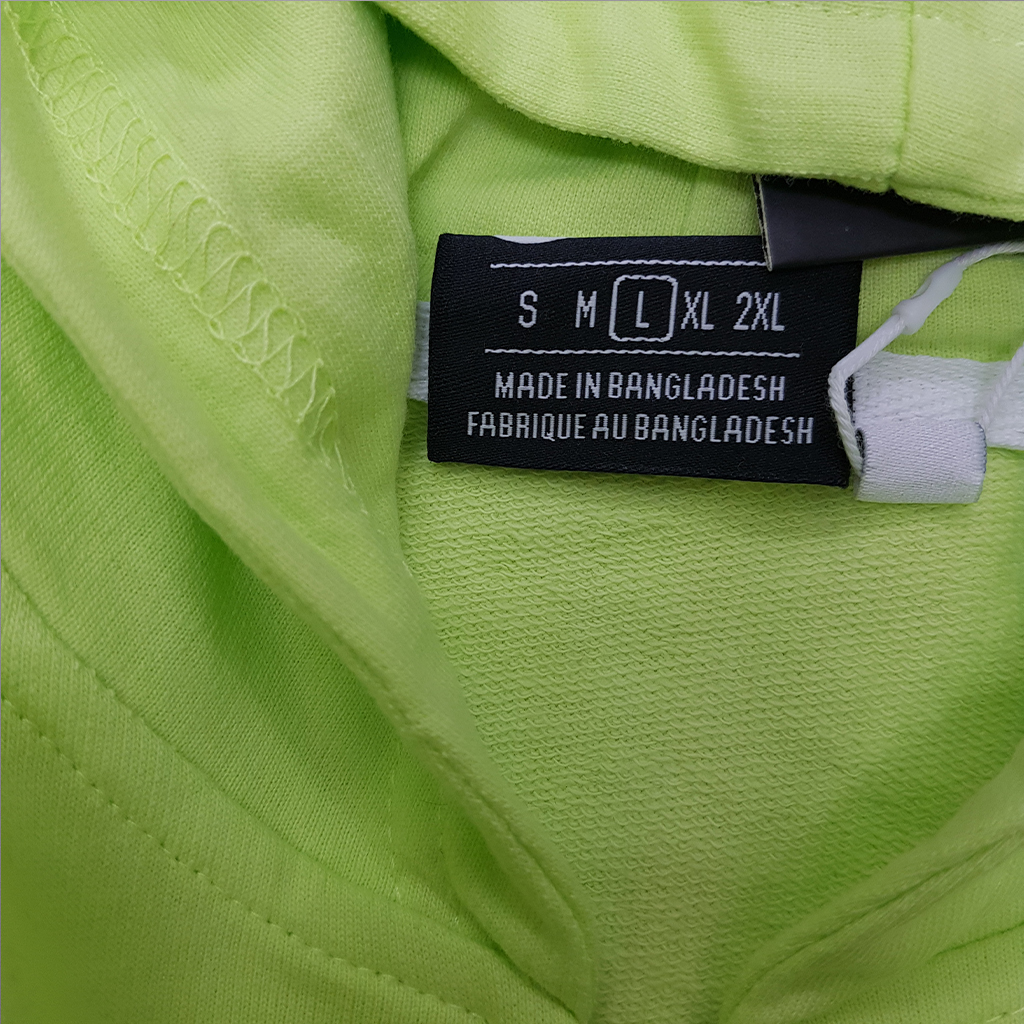 S M L XL 2XL
MADE IN BANGLADESH
FABRIQUE AU BANGLADESH